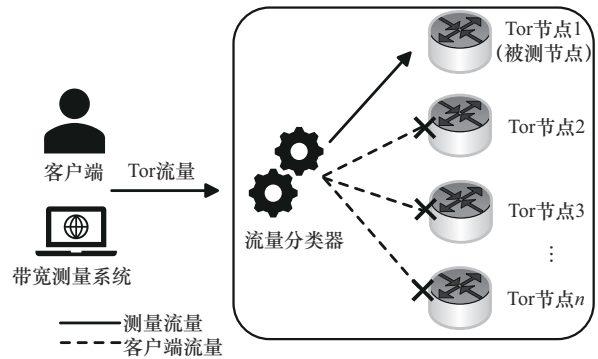 Tor节点1
(被测节点)
Tor节点2
客户端
Tor流量
Tor节点3
流量分类器
⋮
带宽测量系统
Tor节点n
测量流量
客户端流量